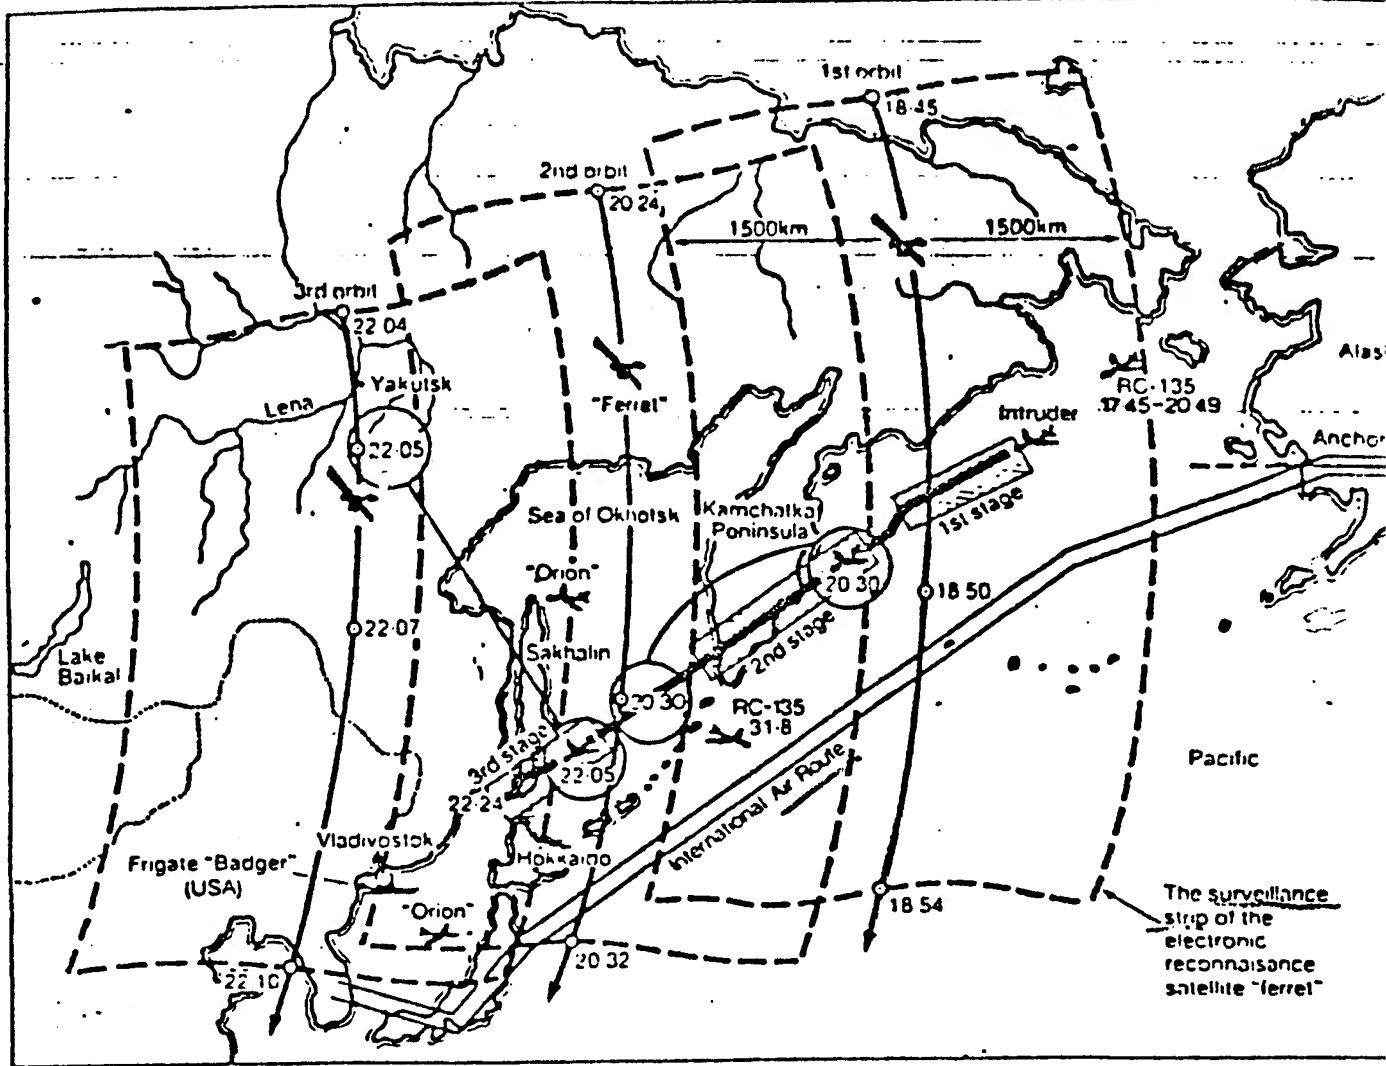 1st orbit
18·45
2nd orbit
20 24
1500km
1500km
3rd orbit
22 04
Yakutsk
Lena
22·05
"Ferret"
RC-135
17 45-20 49
Intruder
Anchor
1st stage
Sea of Okhotsk
Kamchatka
Poninsula
"Orion"
20 30
18 50
22·07
2nd stage
Lake
Baikal
Sakhalin
20 30
RC-135
31·8
3rd stage
22·05
22·24
International Air Route
Pacific
Vladivostok
Hokkaido
Frigate "Badger"
(USA)
"Orion"
18 54
20 32
22·10
The surveillance
strip of the
electronic
reconnaisance
satellite "ferret"